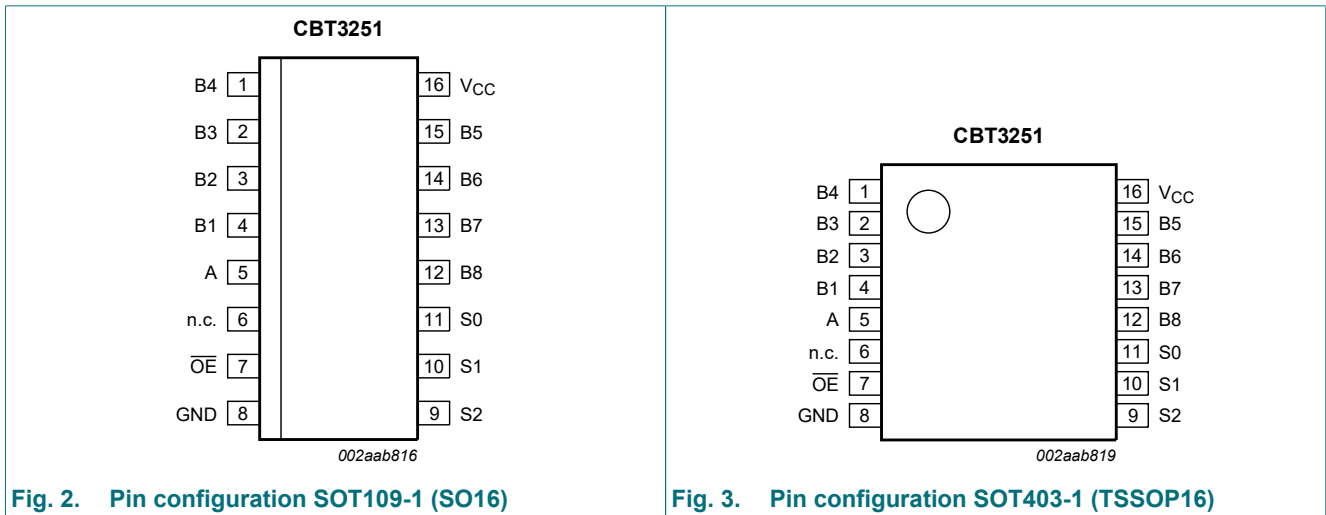 CBT3251
B4 1 16 VCC
B3 2 15 B5
B2 3 14 B6
B1 4 13 B7
A 5 12 B8
n.c. 6 11 S0
OE 7 10 S1
GND 8 9 S2
002aab816
Fig. 2. Pin configuration SOT109-1 (SO16)
CBT3251
B4 1 16 VCC
B3 2 15 B5
B2 3 14 B6
B1 4 13 B7
A 5 12 B8
n.c. 6 11 S0
OE 7 10 S1
GND 8 9 S2
002aab819
Fig. 3. Pin configuration SOT403-1 (TSSOP16)